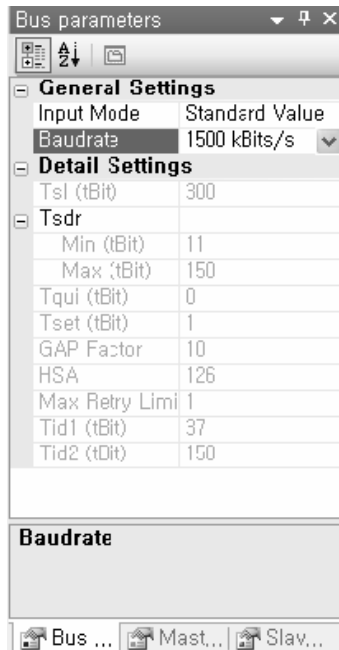 Bus parameters
General Settings
Input Mode Standard Value
Baudrate 1500 kBits/s
Detail Settings
Tsl (tBit) 300
Tsdr
Min (tBit) 11
Max (tBit) 150
Tqui (tBit) 0
Tset (tBit) 1
GAP Factor 10
HSA 126
Max Retry Limi 1
Tid1 (tBit) 37
Tid2 (tBit) 150
Baudrate
Bus ... Mast... Slav...